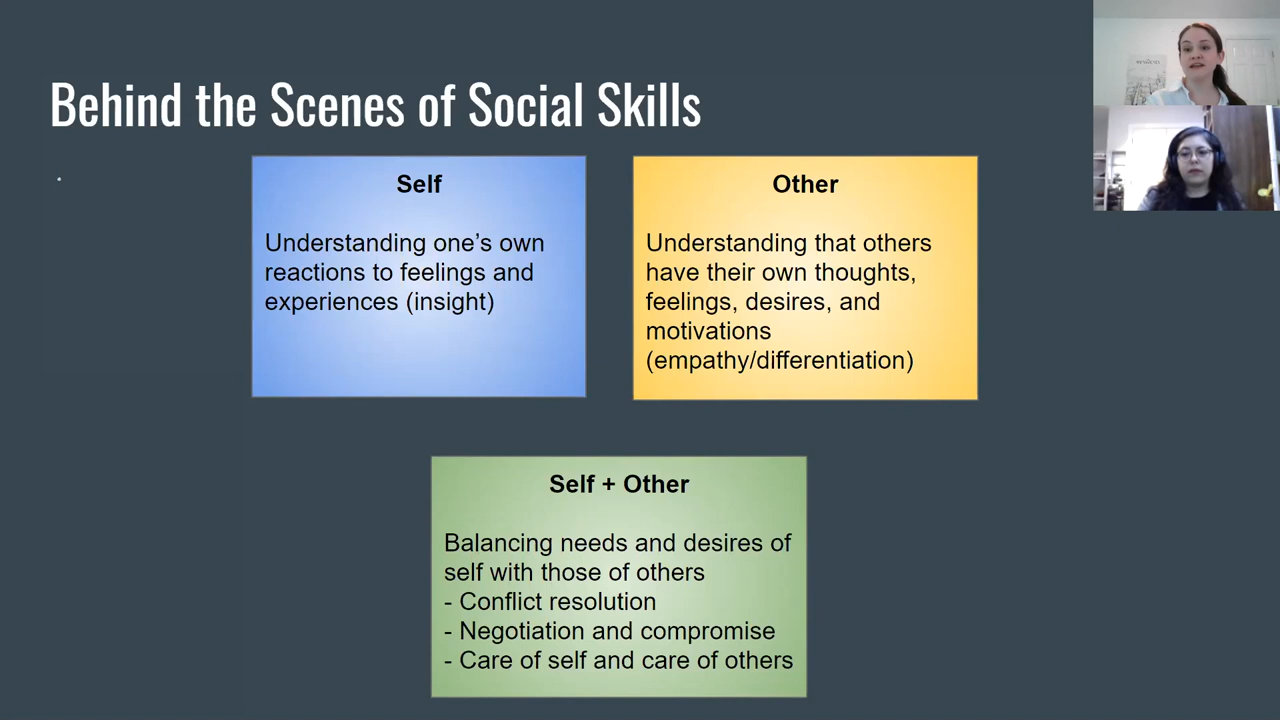 Behind the Scenes of Social Skills
Self
Understanding one's own
reactions to feelings and
experiences (insight)
Other
Understanding that others
have their own thoughts,
feelings, desires, and
motivations
(empathy/differentiation)
Self + Other
Balancing needs and desires of
self with those of others
- Conflict resolution
- Negotiation and compromise
- Care of self and care of others